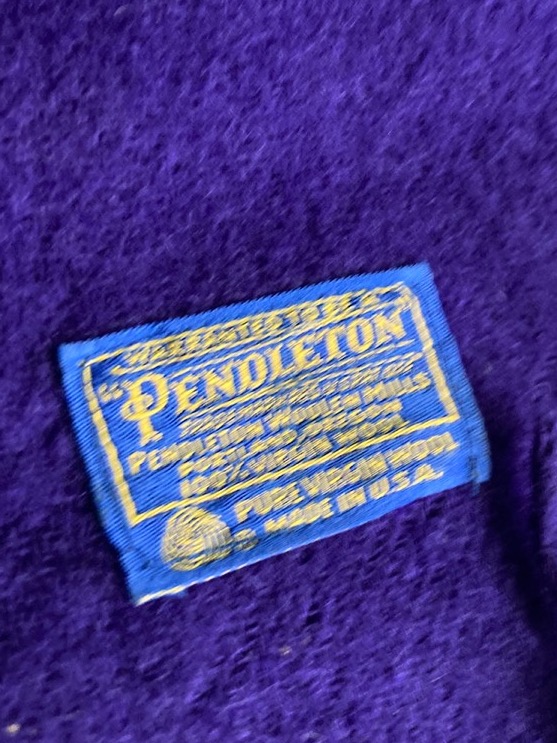 WARRANTED TO BE A
"PENDLETON"
PENDLETON WOOLEN MILLS
PORTLAND, OREGON
100% VIRGIN WOOL
PURE VIRGIN WOOL
MADE IN U.S.A.